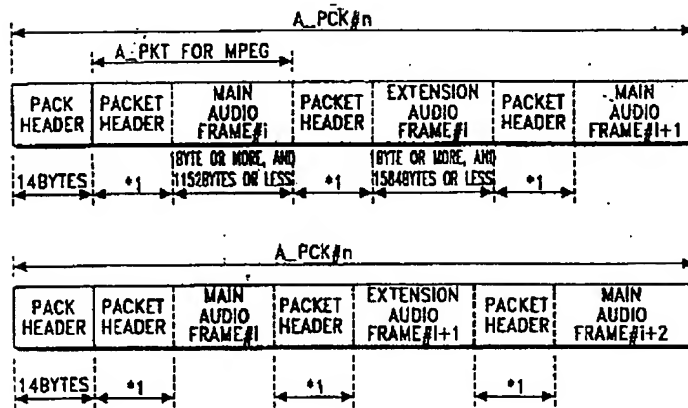 A_PCK#n
A_PKT FOR MPEG
PACK HEADER
PACKET HEADER
MAIN AUDIO FRAME#i
PACKET HEADER
EXTENSION AUDIO FRAME#i
PACKET HEADER
MAIN AUDIO FRAME#i+1
14BYTES
*1
1BYTE OR MORE, AND 1152BYTES OR LESS
*1
1BYTE OR MORE, AND 1584BYTES OR LESS
*1
A_PCK#n
PACK HEADER
PACKET HEADER
MAIN AUDIO FRAME#i
PACKET HEADER
EXTENSION AUDIO FRAME#i+1
PACKET HEADER
MAIN AUDIO FRAME#i+2
14BYTES
*1
*1
*1